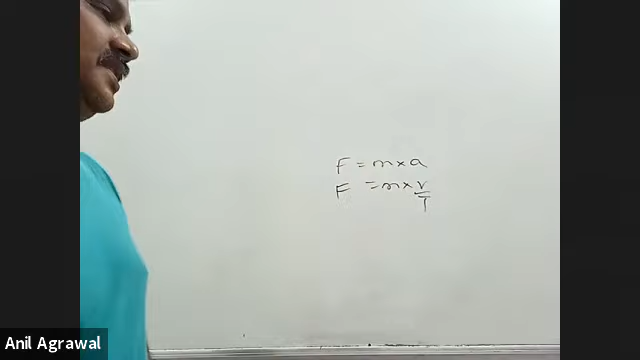 F = m x a
F = m x v/T
Anil Agrawal